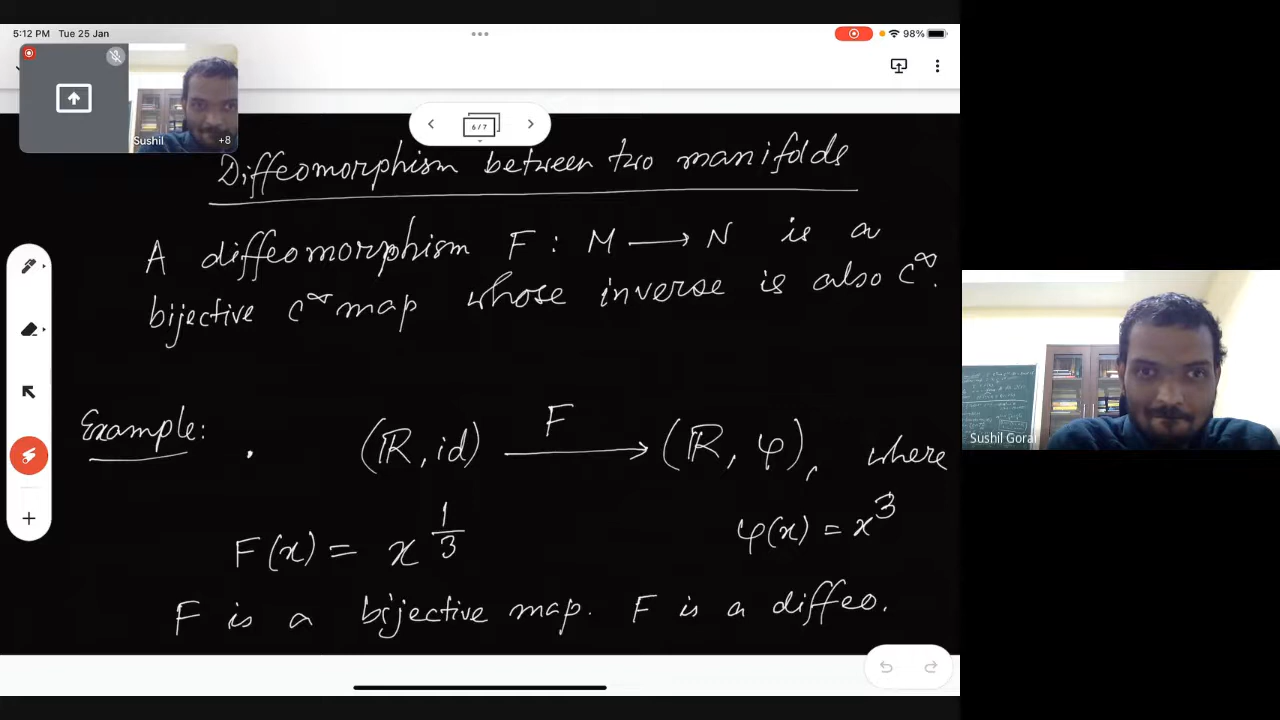 5:12 PM Tue 25 Jan
98%
Sushil
+8
6/7
Diffeomorphism between two manifolds
A diffeomorphism F : M ⟶ N is a
bijective C^∞ map whose inverse is also C^∞.
Example: . (ℝ, id) ⟶ (ℝ, φ), where
F
F(x) = x^{1/3} φ(x) = x^3
F is a bijective map. F is a diffeo.
Sushil Gorai